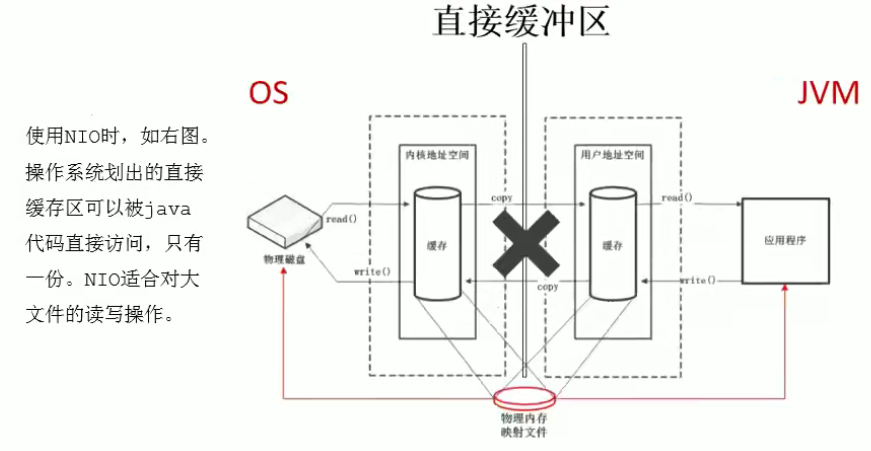 直接缓冲区
OS
JVM
使用NIO时，如右图。
操作系统划出的直接
缓存区可以被java
代码直接访问，只有
一份。NIO适合对大
文件的读写操作。
内核地址空间
用户地址空间
copy
read()
read()
缓存
缓存
应用程序
物理磁盘
write()
copy
write()
物理内存
映射文件